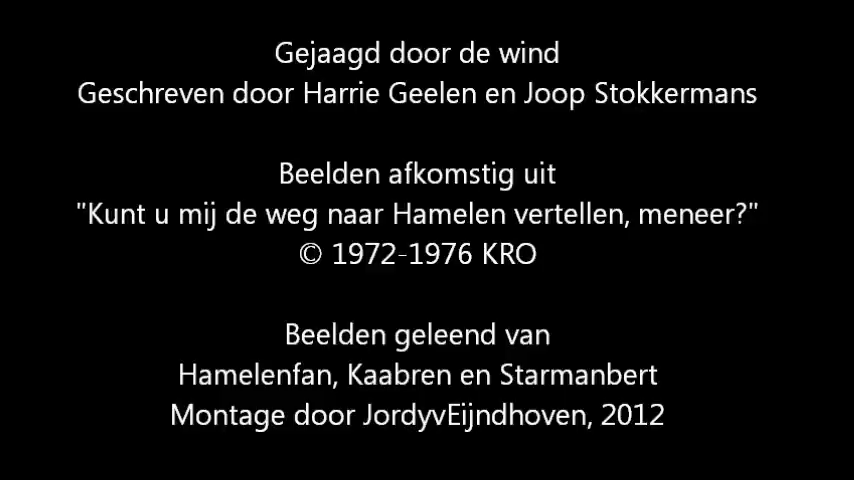 Gejaagd door de wind
Geschreven door Harrie Geelen en Joop Stokkermans
Beelden afkomstig uit
"Kunt u mij de weg naar Hamelen vertellen, meneer?"
© 1972-1976 KRO
Beelden geleend van
Hamelenfan, Kaabren en Starmanbert
Montage door JordyvEijndhoven, 2012